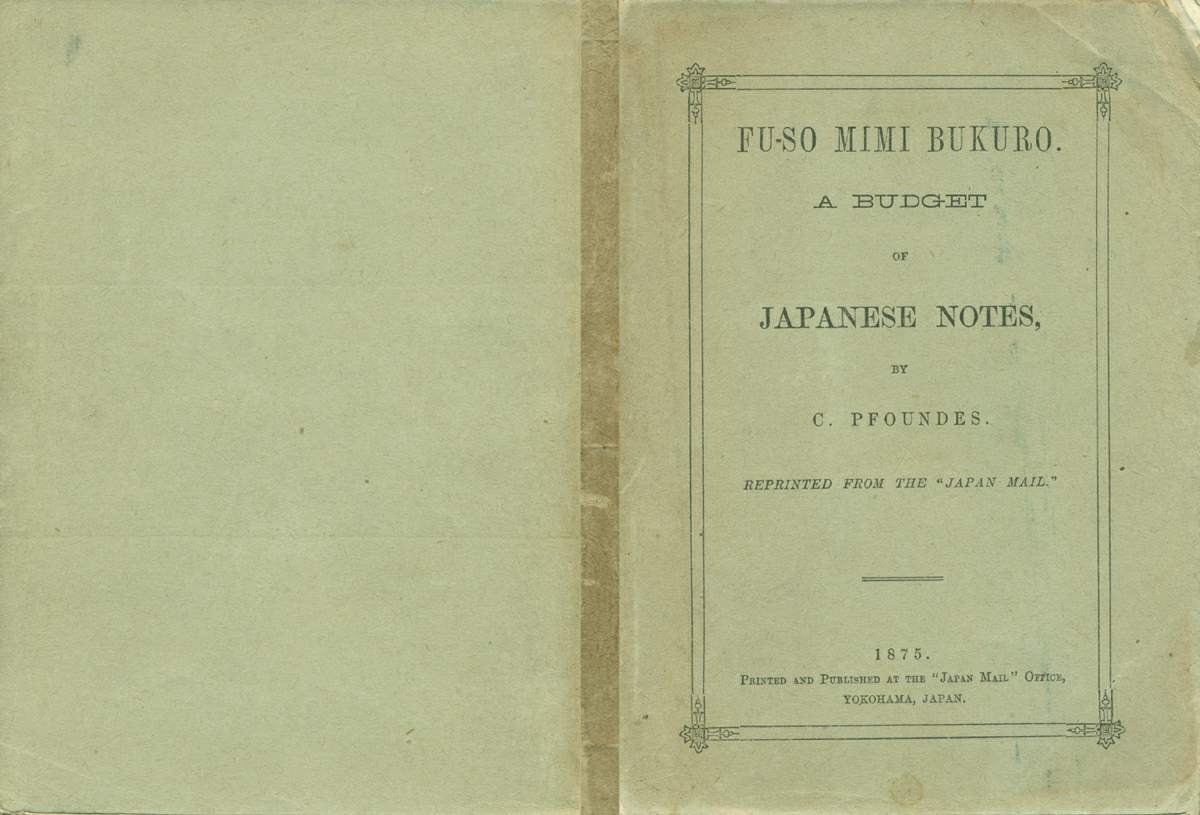 FU-SO MIMI BUKURO.
A BUDGET
OF
JAPANESE NOTES,
BY
C. PFOUNDES.
REPRINTED FROM THE "JAPAN MAIL."
1875.
PRINTED AND PUBLISHED AT THE "JAPAN MAIL" OFFICE,
YOKOHAMA, JAPAN.